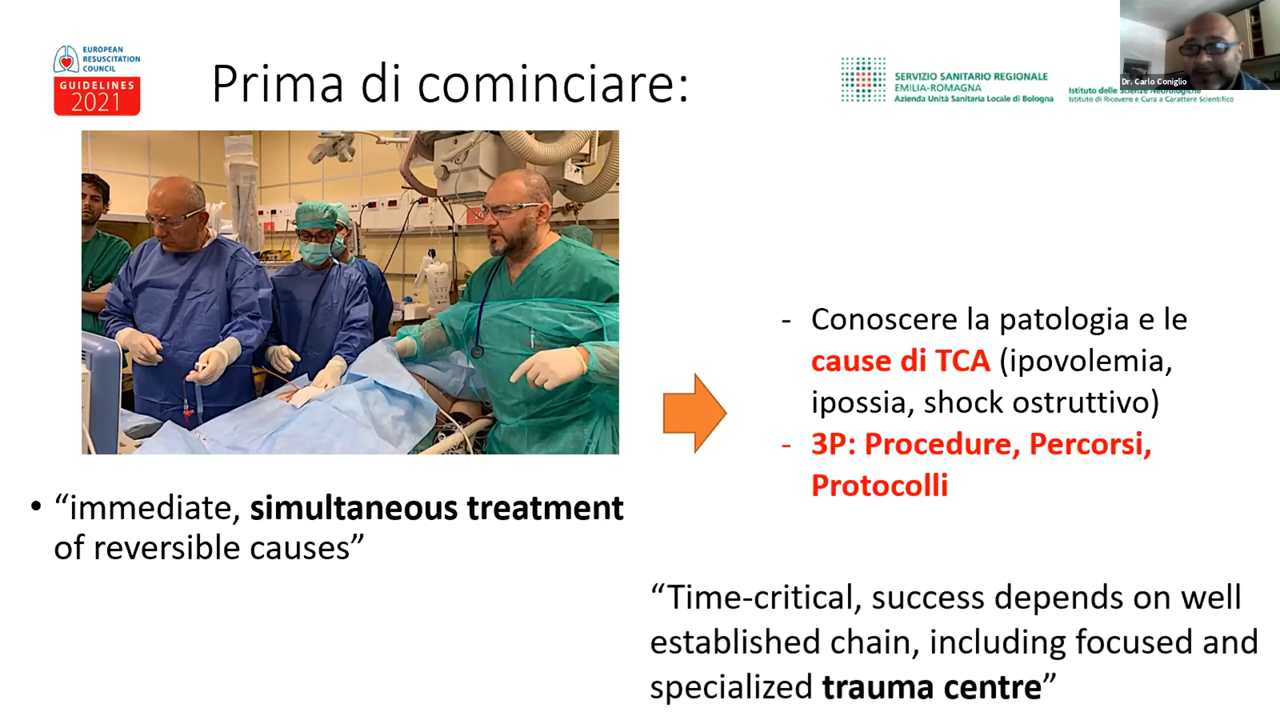 EUROPEAN
RESUSCITATION
COUNCIL
GUIDELINES
2021
Prima di cominciare:
SERVIZIO SANITARIO REGIONALE
EMILIA-ROMAGNA
Azienda Unità Sanitaria Locale di Bologna
Istituto delle Scienze Neurologiche
Istituto di Ricovero e Cura a Carattere Scientifico
Dr. Carlo Coniglio
- Conoscere la patologia e le
cause di TCA (ipovolemia,
ipossia, shock ostruttivo)
- 3P: Procedure, Percorsi,
Protocolli
• “immediate, simultaneous treatment
of reversible causes”
“Time-critical, success depends on well
established chain, including focused and
specialized trauma centre”